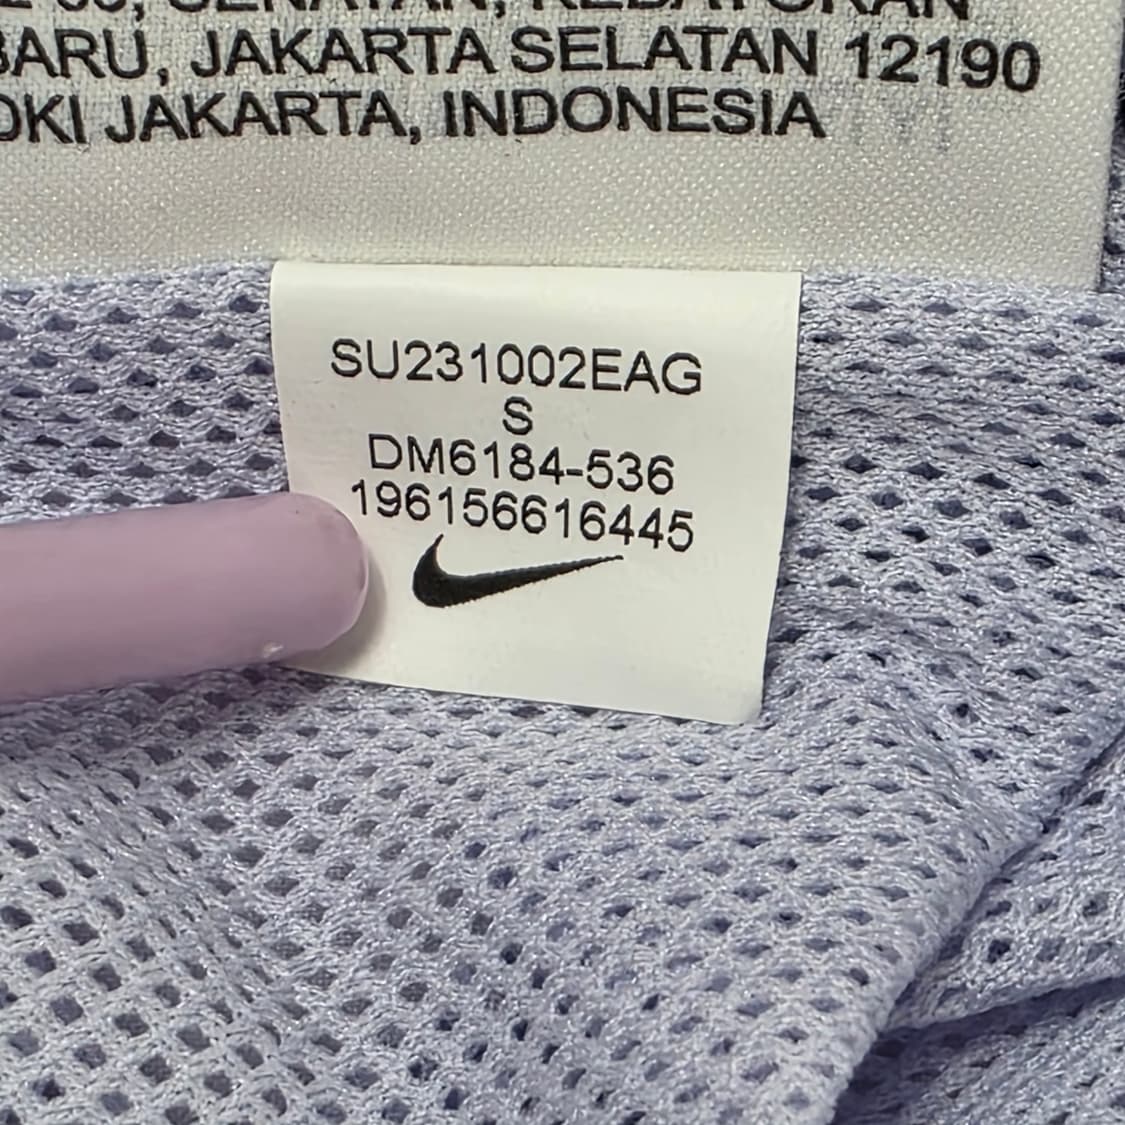 BARU, JAKARTA SELATAN 12190
DKI JAKARTA, INDONESIA
SU231002EAG
S
DM6184-536
196156616445